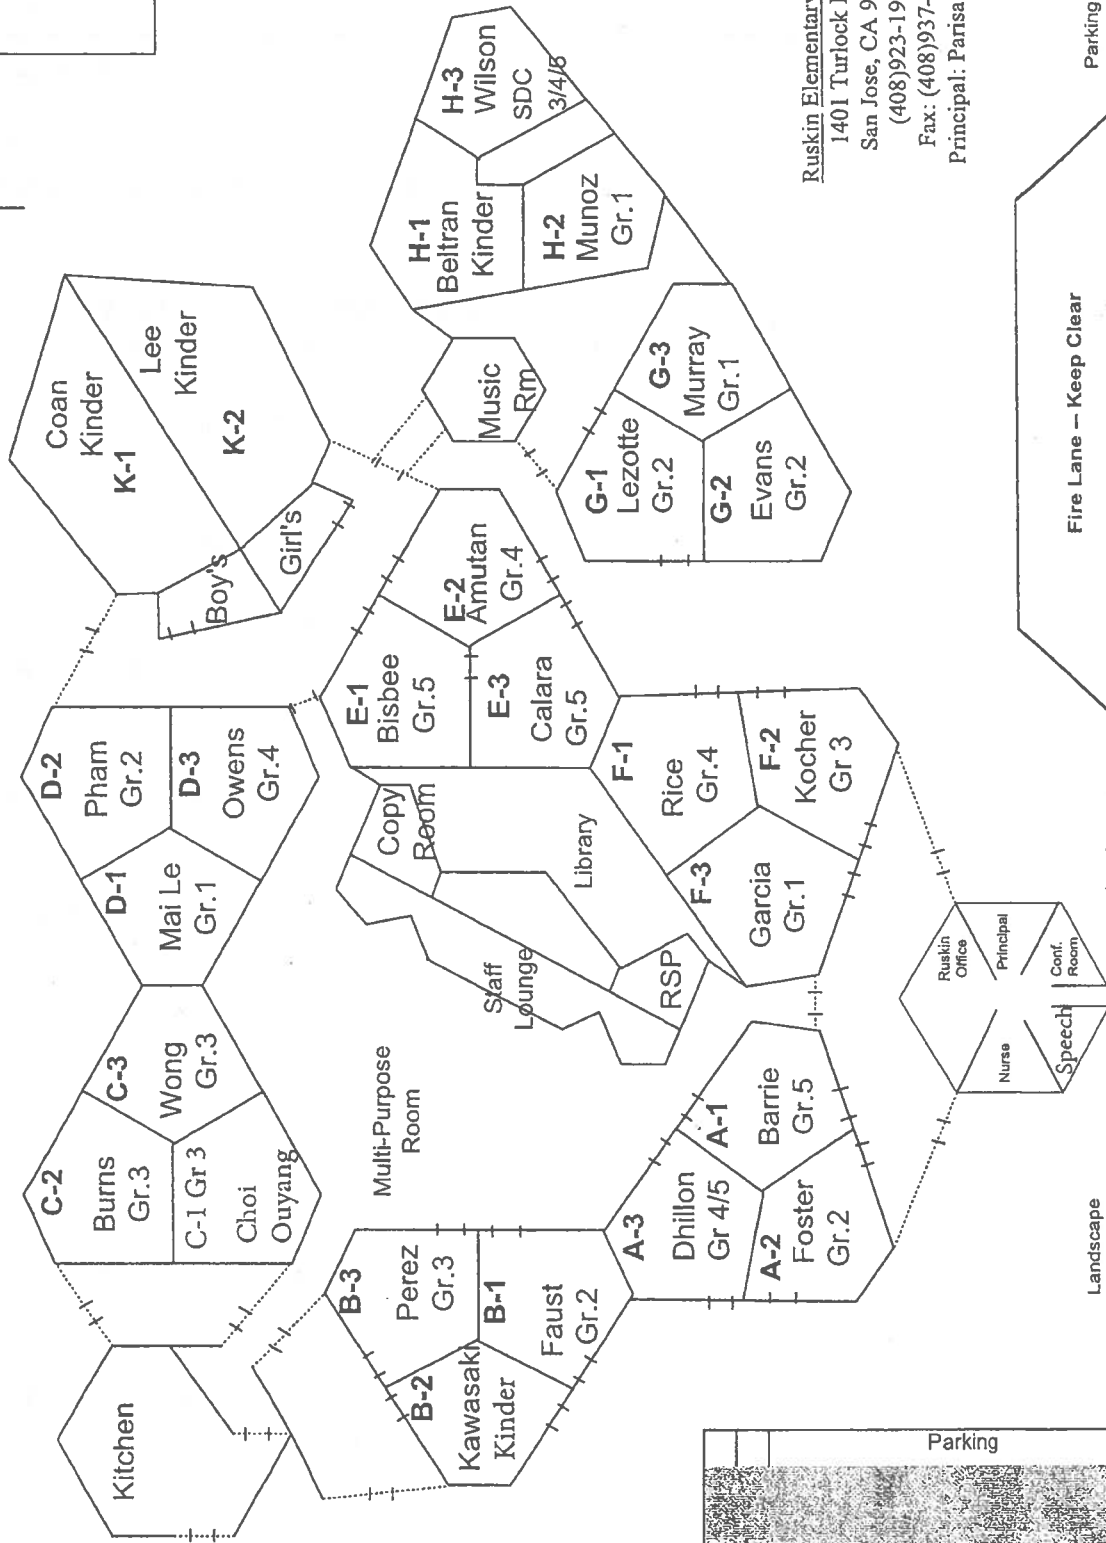 Kitchen
C-2
Burns
Gr.3
C-3
Wong
Gr.3
C-1 Gr 3
Choi
Ouyang
D-2
Pham
Gr.2
D-1
Mai Le
Gr.1
D-3
Owens
Gr.4
Coan
Kinder
K-1
Lee
Kinder
K-2
Boy's
Girl's
H-3
Wilson
SDC
3/4/5
H-1
Beltran
Kinder
H-2
Munoz
Gr.1
Music
Rm
G-1
Lezotte
Gr.2
G-3
Murray
Gr.1
G-2
Evans
Gr.2
E-1
Bisbee
Gr.5
E-2
Amutan
Gr.4
E-3
Calara
Gr.5
Copy
Room
Library
Staff
Lounge
RSP
Multi-Purpose
Room
B-3
Perez
Gr.3
B-2
Kawasaki
Kinder
B-1
Faust
Gr.2
A-3
Dhillon
Gr 4/5
A-1
Barrie
Gr.5
A-2
Foster
Gr.2
F-1
Rice
Gr.4
F-2
Kocher
Gr 3
F-3
Garcia
Gr.1
Ruskin
Office
Principal
Conf.
Room
Nurse
Speech
Ruskin Elementary
1401 Turlock
San Jose, CA 9
(408)923-19
Fax: (408)937-
Principal: Parisa
Parking
Fire Lane – Keep Clear
Landscape
Parking